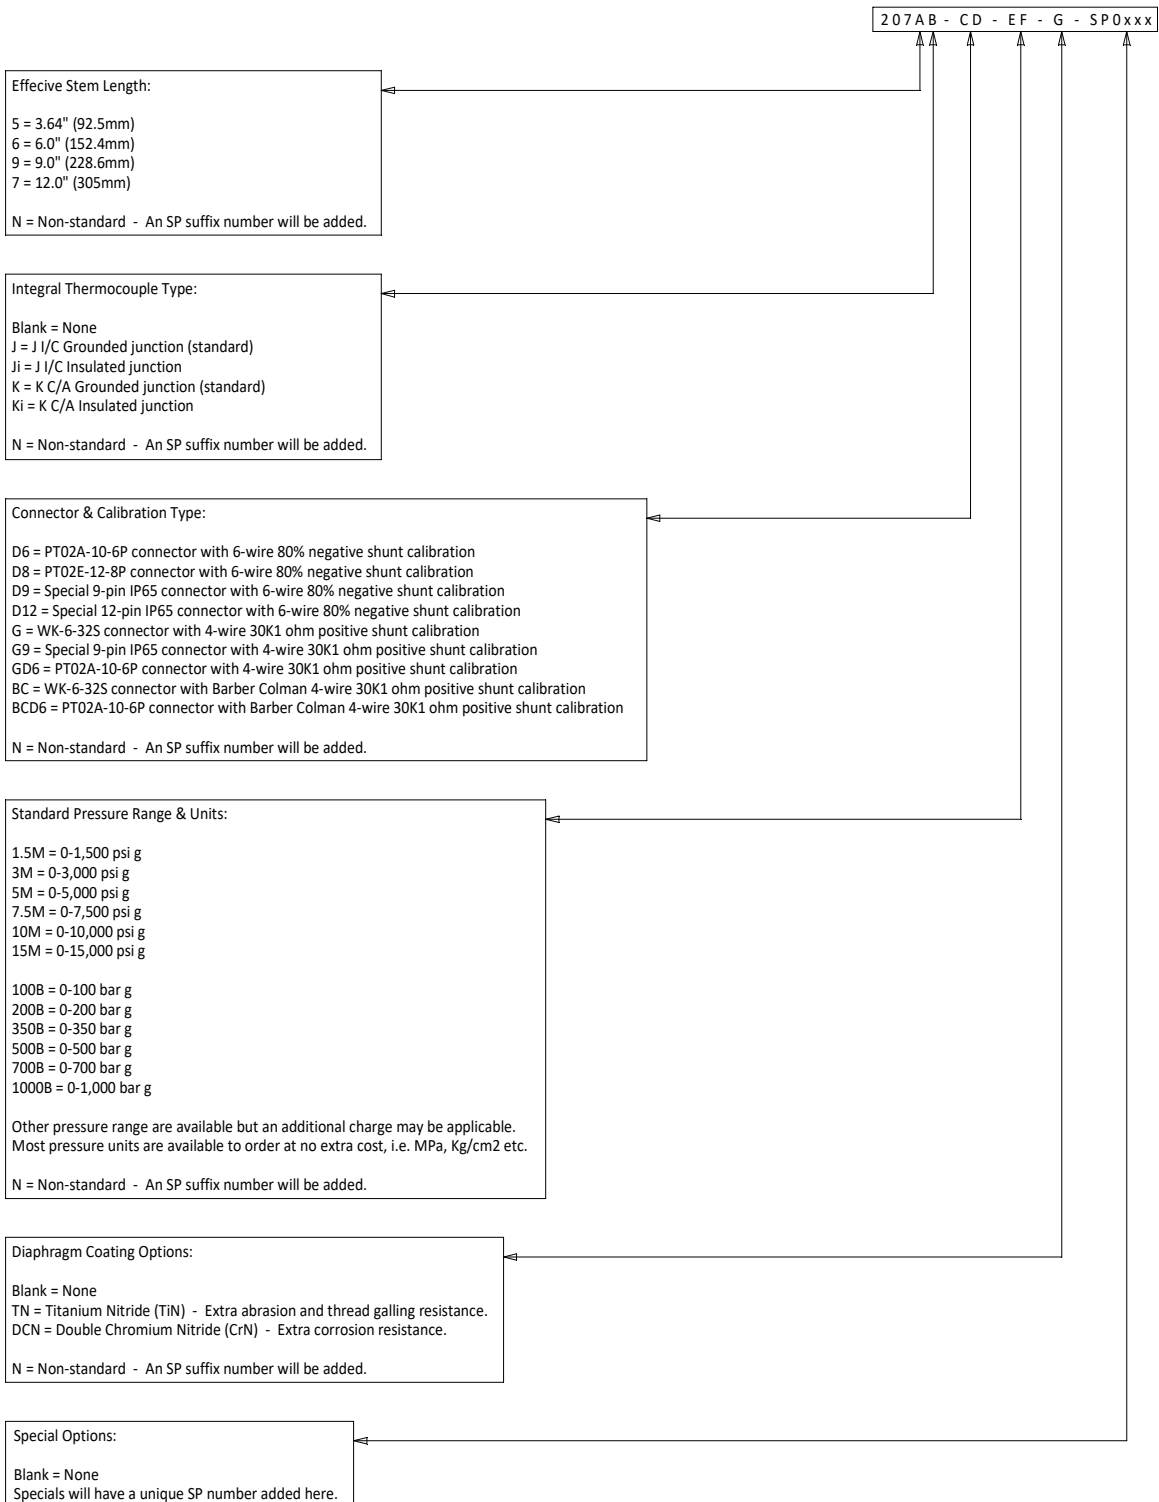 207AB - CD - EF - G - SP0xxx
Effecive Stem Length:
5 = 3.64" (92.5mm)
6 = 6.0" (152.4mm)
9 = 9.0" (228.6mm)
7 = 12.0" (305mm)
N = Non-standard - An SP suffix number will be added.
Integral Thermocouple Type:
Blank = None
J = J I/C Grounded junction (standard)
Ji = J I/C Insulated junction
K = K C/A Grounded junction (standard)
Ki = K C/A Insulated junction
N = Non-standard - An SP suffix number will be added.
Connector & Calibration Type:
D6 = PT02A-10-6P connector with 6-wire 80% negative shunt calibration
D8 = PT02E-12-8P connector with 6-wire 80% negative shunt calibration
D9 = Special 9-pin IP65 connector with 6-wire 80% negative shunt calibration
D12 = Special 12-pin IP65 connector with 6-wire 80% negative shunt calibration
G = WK-6-32S connector with 4-wire 30K1 ohm positive shunt calibration
G9 = Special 9-pin IP65 connector with 4-wire 30K1 ohm positive shunt calibration
GD6 = PT02A-10-6P connector with 4-wire 30K1 ohm positive shunt calibration
BC = WK-6-32S connector with Barber Colman 4-wire 30K1 ohm positive shunt calibration
BCD6 = PT02A-10-6P connector with Barber Colman 4-wire 30K1 ohm positive shunt calibration
N = Non-standard - An SP suffix number will be added.
Standard Pressure Range & Units:
1.5M = 0-1,500 psi g
3M = 0-3,000 psi g
5M = 0-5,000 psi g
7.5M = 0-7,500 psi g
10M = 0-10,000 psi g
15M = 0-15,000 psi g
100B = 0-100 bar g
200B = 0-200 bar g
350B = 0-350 bar g
500B = 0-500 bar g
700B = 0-700 bar g
1000B = 0-1,000 bar g
Other pressure range are available but an additional charge may be applicable.
Most pressure units are available to order at no extra cost, i.e. MPa, Kg/cm2 etc.
N = Non-standard - An SP suffix number will be added.
Diaphragm Coating Options:
Blank = None
TN = Titanium Nitride (TiN) - Extra abrasion and thread galling resistance.
DCN = Double Chromium Nitride (CrN) - Extra corrosion resistance.
N = Non-standard - An SP suffix number will be added.
Special Options:
Blank = None
Specials will have a unique SP number added here.